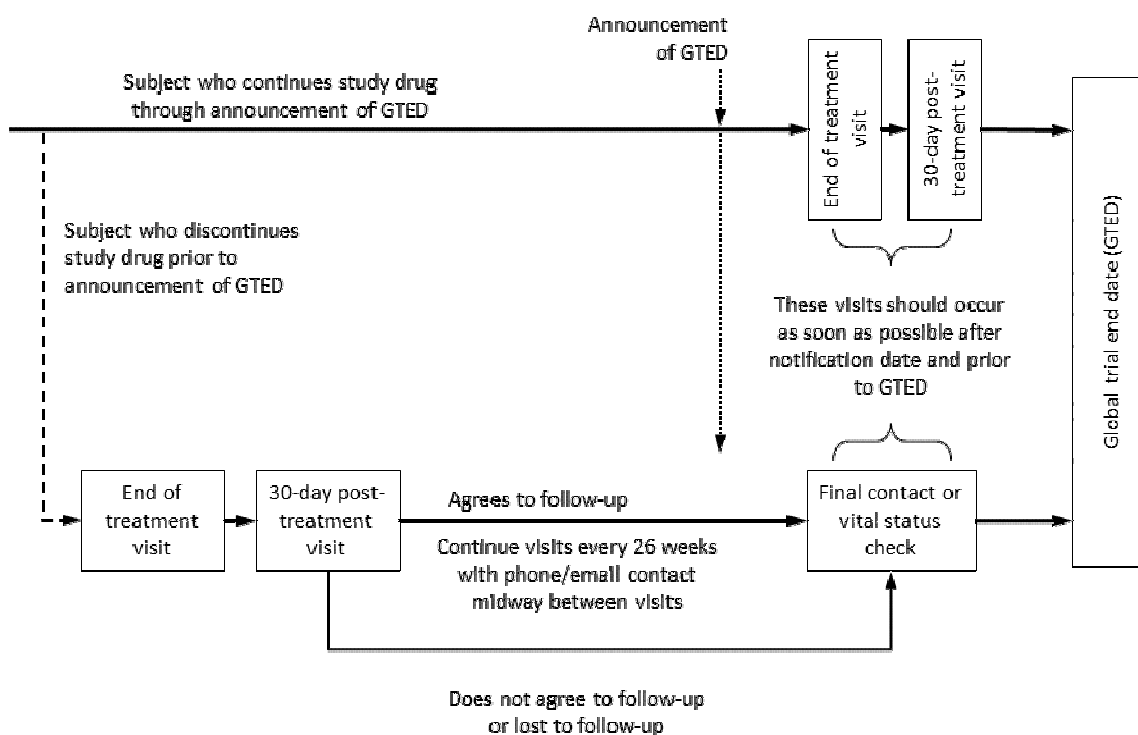 Announcement
of GTED
Subject who continues study drug
through announcement of GTED
End of treatment
visit
30-day post-
treatment visit
Global trial end date (GTED)
Subject who discontinues
study drug prior to
announcement of GTED
These visits should occur
as soon as possible after
notification date and prior
to GTED
End of
treatment
visit
30-day post-
treatment
visit
Agrees to follow-up
Continue visits every 26 weeks
with phone/email contact
midway between visits
Final contact or
vital status
check
Does not agree to follow-up
or lost to follow-up